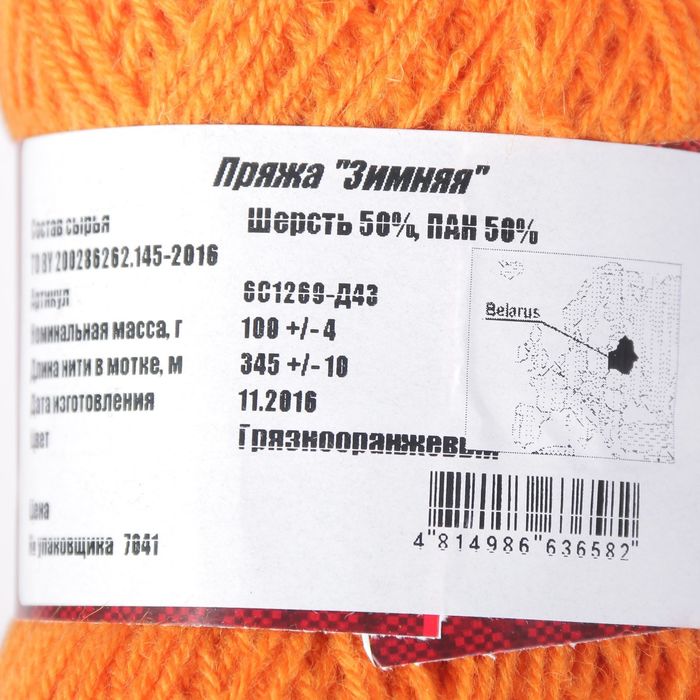 Пряжа "Зимняя"
Состав сырья Шерсть 50%, ПАН 50%
ТО BY 200286262.145-2016
Артикул 6С1269-Д43
Номинальная масса, г 100 +/- 4
Длина нити в мотке, м 345 +/- 10
Дата изготовления 11.2016
Цвет Грязнооранжевый
Belarus
Цена
№ упаковщика 7041
4 814986 636582